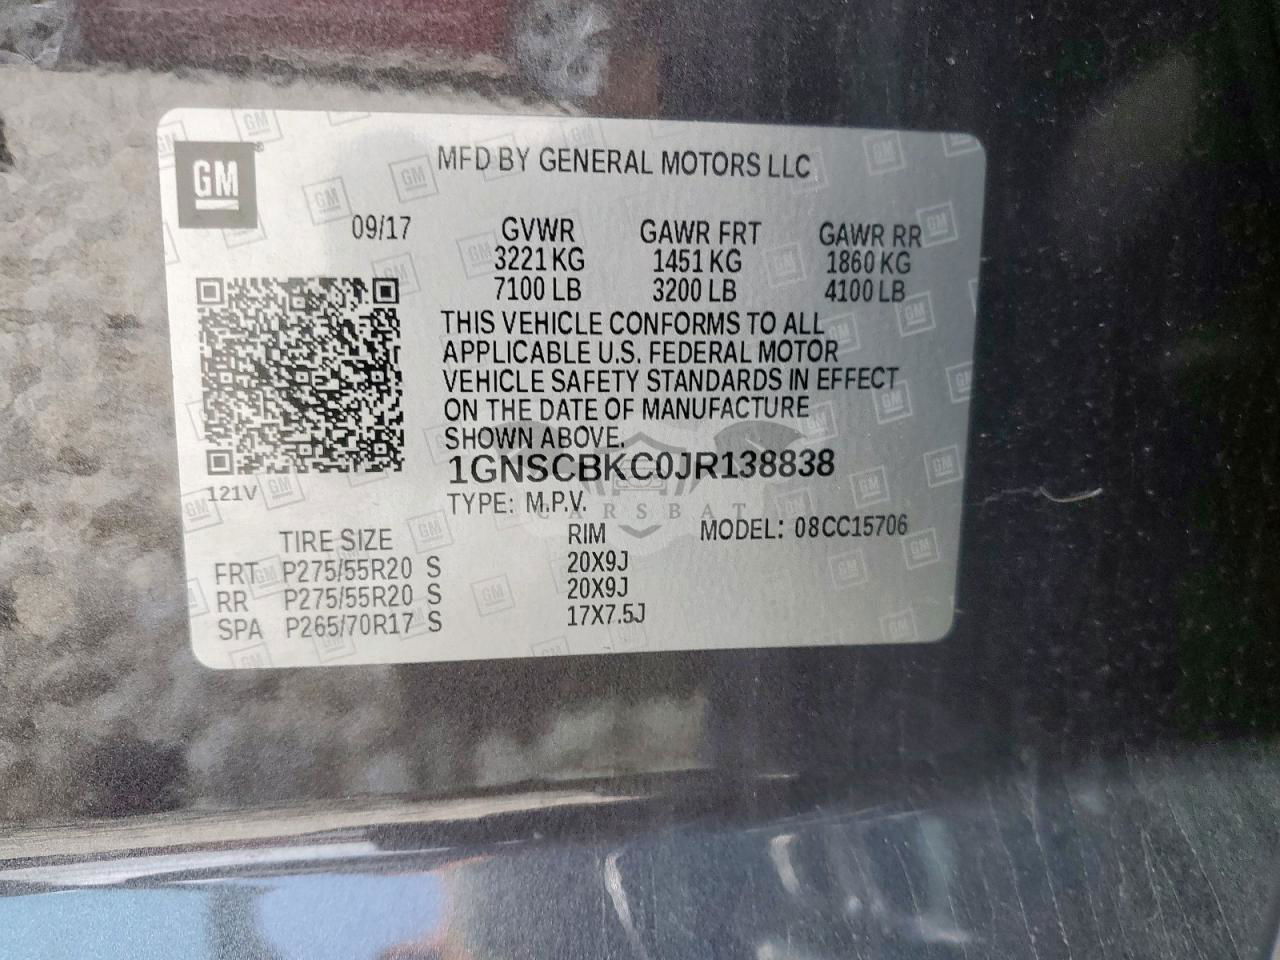 GM
MFD BY GENERAL MOTORS LLC
09/17 GVWR GAWR FRT GAWR RR
3221 KG 1451 KG 1860 KG
7100 LB 3200 LB 4100 LB
THIS VEHICLE CONFORMS TO ALL
APPLICABLE U.S. FEDERAL MOTOR
VEHICLE SAFETY STANDARDS IN EFFECT
ON THE DATE OF MANUFACTURE
SHOWN ABOVE.
1GNSCBKC0JR138838
121V
TYPE: M.P.V.
CARSBAT
TIRE SIZE RIM MODEL: 08CC15706
FRT P275/55R20 S 20X9J
RR P275/55R20 S 20X9J
SPA P265/70R17 S 17X7.5J